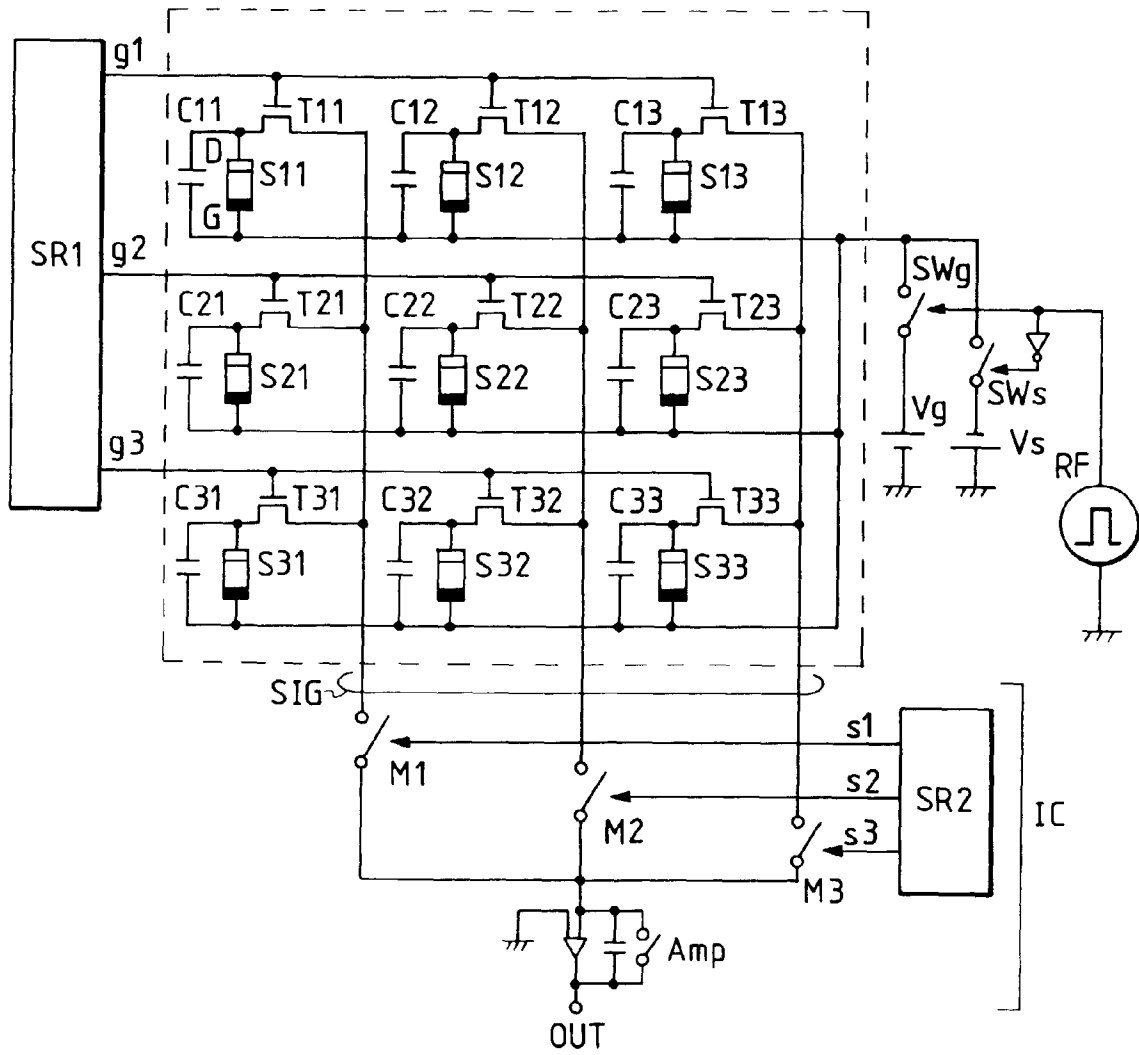 g1
C11 T11 C12 T12 C13 T13
D
S11 S12 S13
G
SR1
g2
SWg
C21 T21 C22 T22 C23 T23
S21 S22 S23
SWs
Vg
Vs
g3
RF
C31 T31 C32 T32 C33 T33
S31 S32 S33
SIG
s1
M1
s2
SR2
IC
M2
s3
M3
Amp
OUT